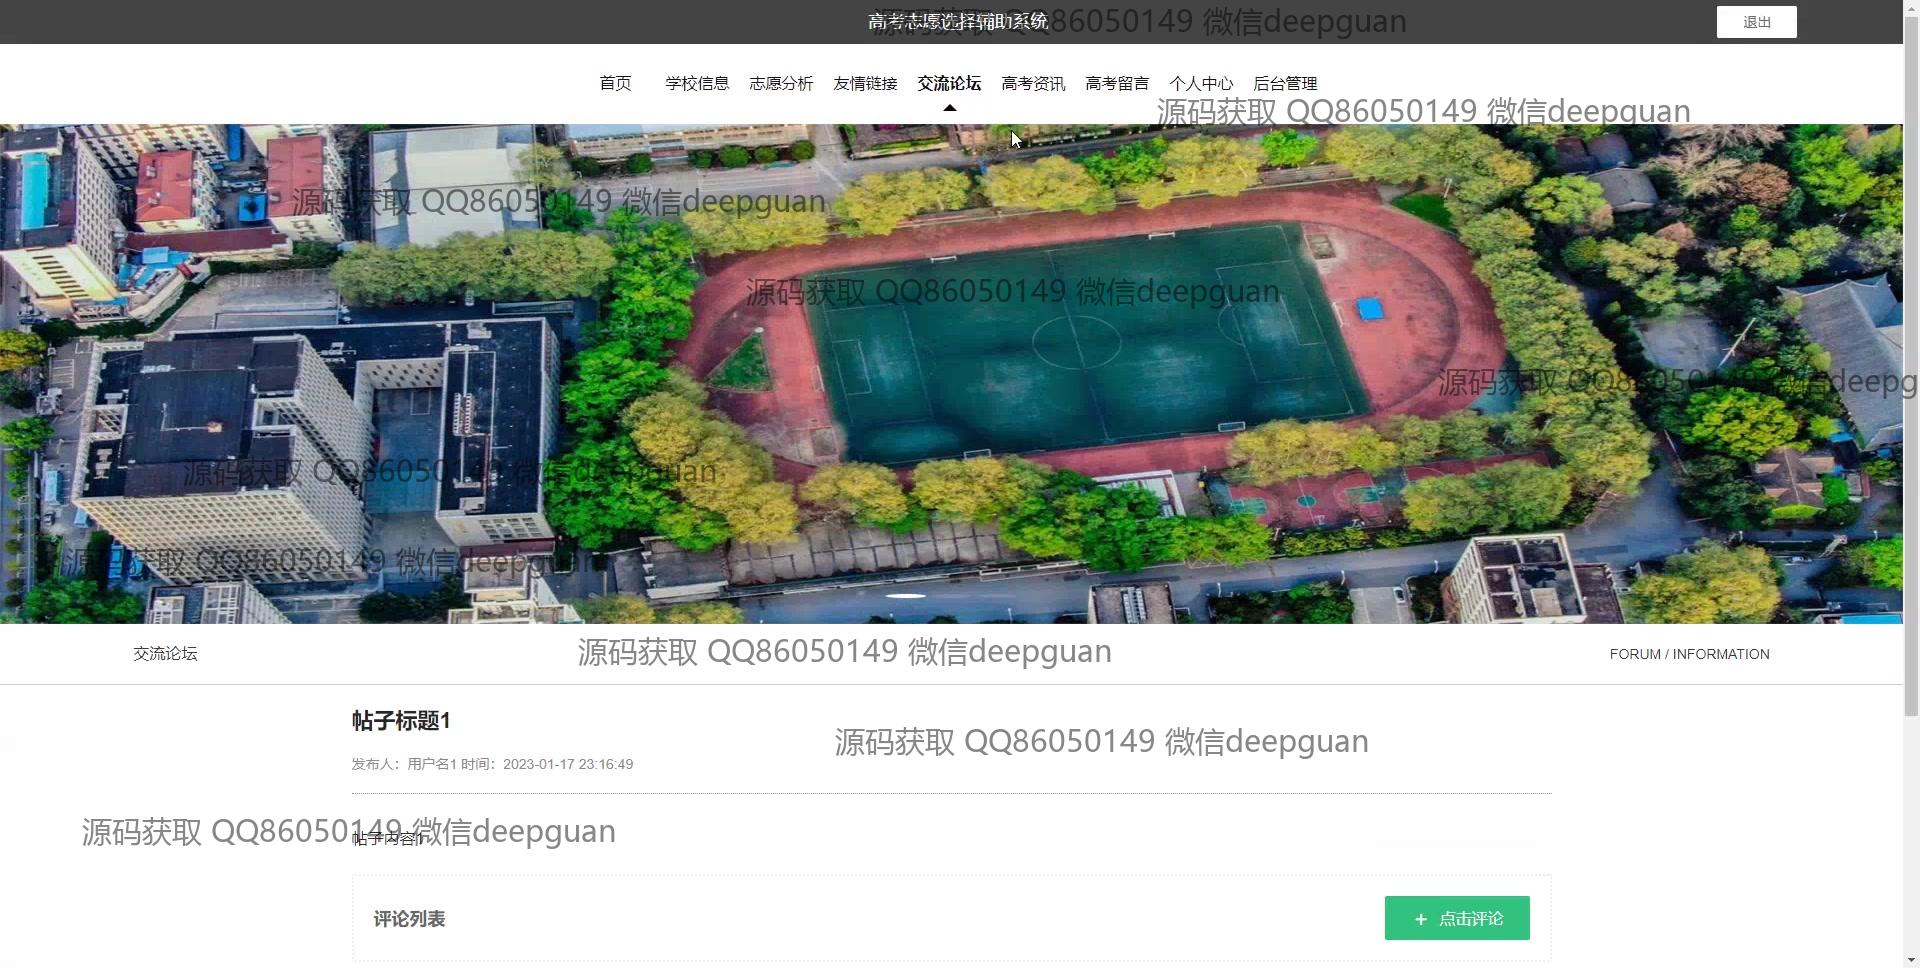 高考志愿选择辅助系统
源码获取 QQ86050149 微信deepguan
退出
首页 学校信息 志愿分析 友情链接 交流论坛 高考资讯 高考留言 个人中心 后台管理
源码获取 QQ86050149 微信deepguan
源码获取 QQ86050149 微信deepguan
源码获取 QQ86050149 微信deepguan
源码获取 QQ86050149 微信deepg
源码获取 QQ86050149 微信deepguan
源码获取 QQ86050149 微信deepguan
交流论坛
源码获取 QQ86050149 微信deepguan
FORUM / INFORMATION
帖子标题1
源码获取 QQ86050149 微信deepguan
发布人：用户名1 时间：2023-01-17 23:16:49
源码获取 QQ86050149 微信deepguan
帖子内容1
评论列表
+ 点击评论